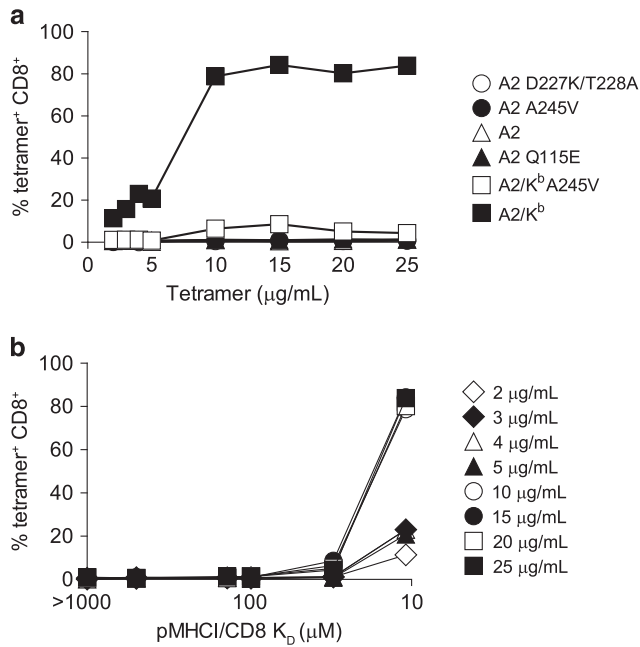 a
100
80
60
40
20
0
% tetramer⁺ CD8⁺
0 5 10 15 20 25
Tetramer (μg/mL)
A2 D227K/T228A
A2 A245V
A2
A2 Q115E
A2/Kᵇ A245V
A2/Kᵇ
b
100
80
60
40
20
0
% tetramer⁺ CD8⁺
>1000 100 10
pMHCI/CD8 K_D (μM)
2 μg/mL
3 μg/mL
4 μg/mL
5 μg/mL
10 μg/mL
15 μg/mL
20 μg/mL
25 μg/mL